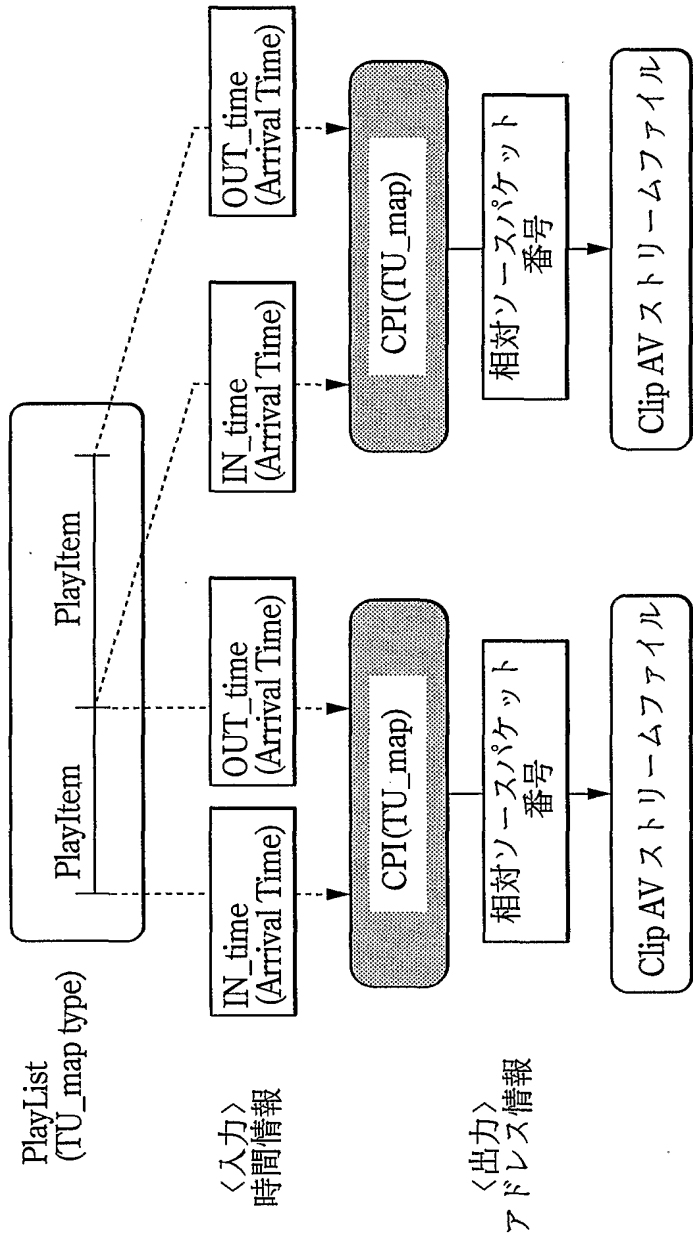 PlayList
(TU_map type)
PlayItem
PlayItem
〈入力〉
時間情報
IN_time
(Arrival Time)
OUT_time
(Arrival Time)
IN_time
(Arrival Time)
OUT_time
(Arrival Time)
CPI(TU_map)
CPI(TU_map)
〈出力〉
アドレス情報
相対ソースパケット
番号
相対ソースパケット
番号
Clip AV ストリームファイル
Clip AV ストリームファイル